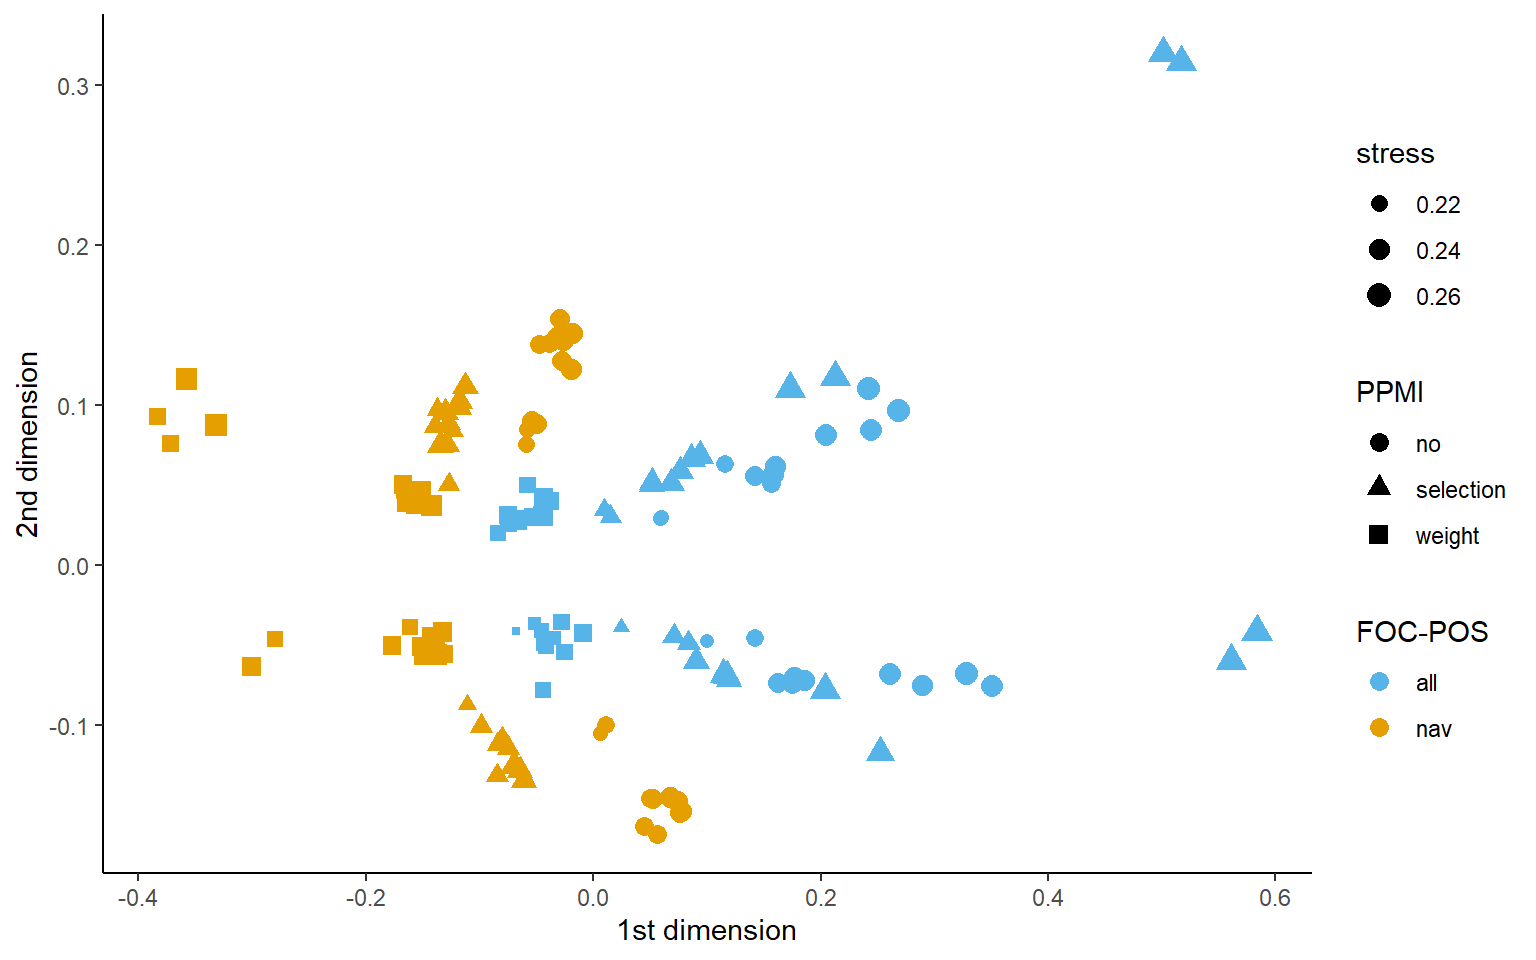 0.3
0.2
0.1
0.0
-0.1
2nd dimension
-0.4
-0.2
0.0
0.2
0.4
0.6
1st dimension
stress
0.22
0.24
0.26
PPMI
no
selection
weight
FOC-POS
all
nav